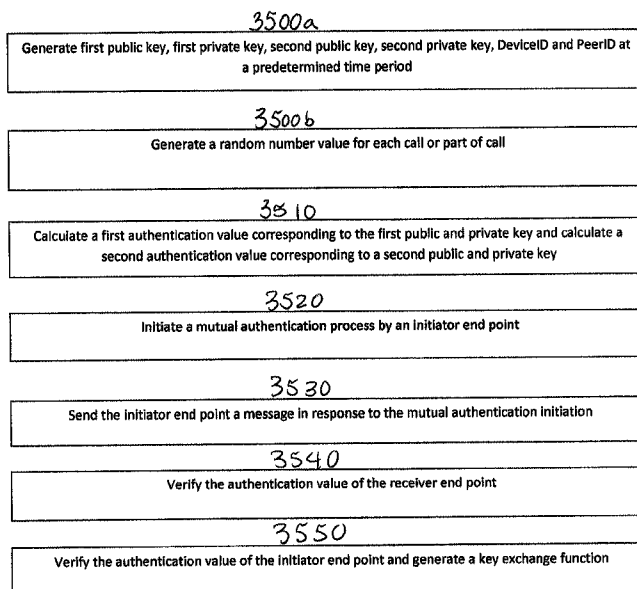 3500a
Generate first public key, first private key, second public key, second private key, DeviceID and PeerID at
a predetermined time period
3500b
Generate a random number value for each call or part of call
3510
Calculate a first authentication value corresponding to the first public and private key and calculate a
second authentication value corresponding to a second public and private key
3520
Initiate a mutual authentication process by an initiator end point
3530
Send the initiator end point a message in response to the mutual authentication initiation
3540
Verify the authentication value of the receiver end point
3550
Verify the authentication value of the initiator end point and generate a key exchange function